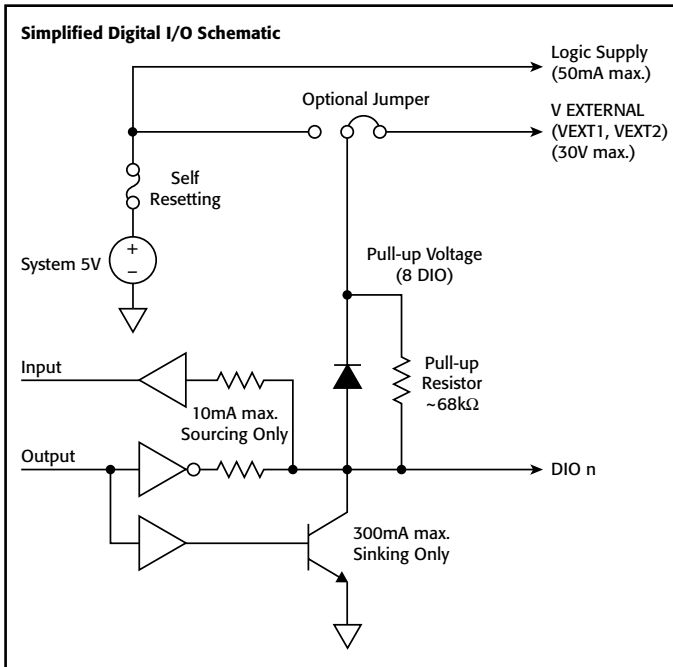 Simplified Digital I/O Schematic
Logic Supply
(50mA max.)
Optional Jumper
V EXTERNAL
(VEXT1, VEXT2)
(30V max.)
Self
Resetting
System 5V
+
–
Pull-up Voltage
(8 DIO)
Input
Pull-up
Resistor
~68kΩ
10mA max.
Sourcing Only
Output
DIO n
300mA max.
Sinking Only